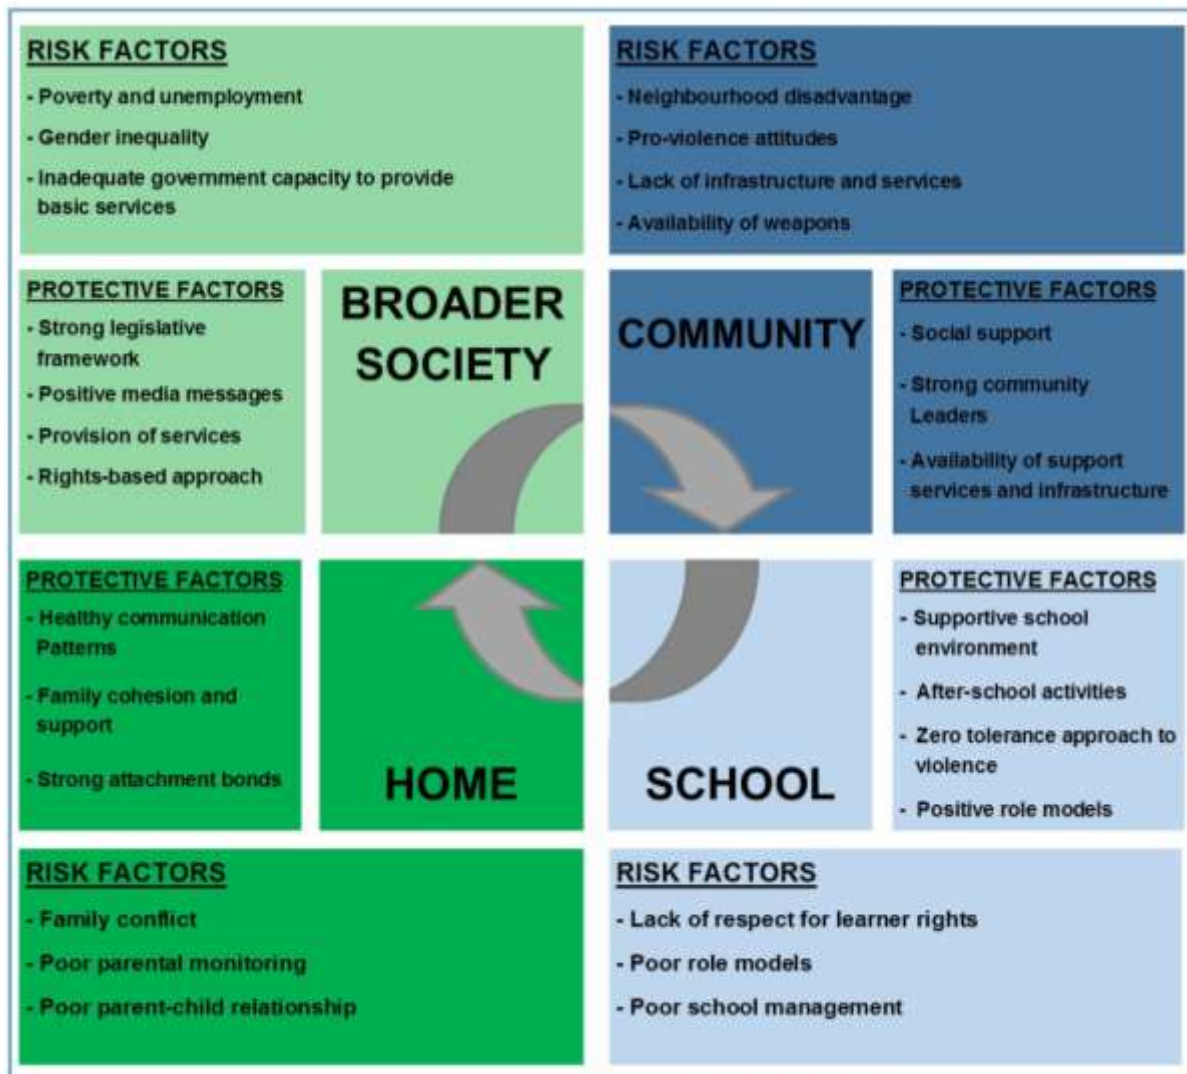 RISK FACTORS
- Poverty and unemployment
- Gender inequality
- Inadequate government capacity to provide
basic services
RISK FACTORS
- Neighbourhood disadvantage
- Pro-violence attitudes
- Lack of infrastructure and services
- Availability of weapons
PROTECTIVE FACTORS
- Strong legislative
framework
- Positive media messages
- Provision of services
- Rights-based approach
BROADER
SOCIETY
COMMUNITY
PROTECTIVE FACTORS
- Social support
- Strong community
Leaders
- Availability of support
services and infrastructure
PROTECTIVE FACTORS
- Healthy communication
Patterns
- Family cohesion and
support
- Strong attachment bonds
HOME
SCHOOL
PROTECTIVE FACTORS
- Supportive school
environment
- After-school activities
- Zero tolerance approach to
violence
- Positive role models
RISK FACTORS
- Family conflict
- Poor parental monitoring
- Poor parent-child relationship
RISK FACTORS
- Lack of respect for learner rights
- Poor role models
- Poor school management